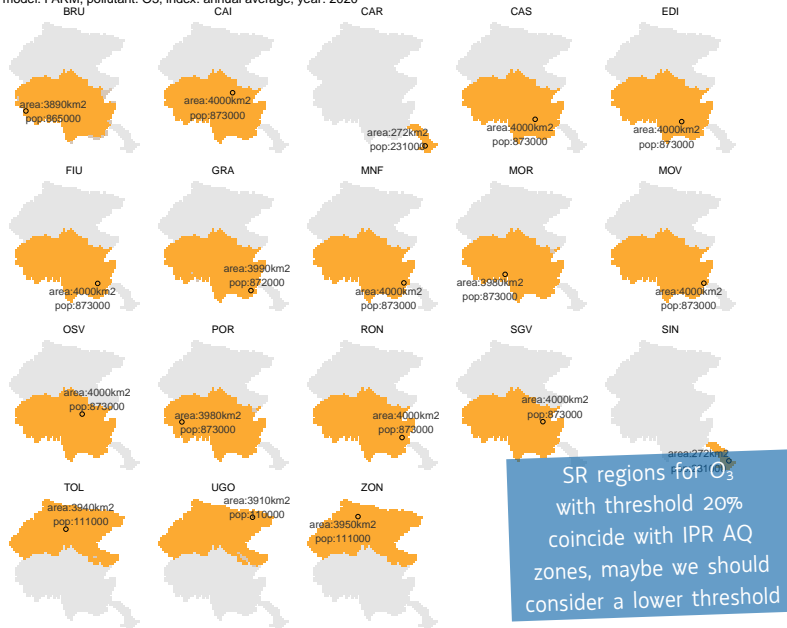 model: FARM, pollutant: O3, index: annual average, year: 2020
BRU
CAI
CAR
CAS
EDI
area:3890km2
pop:865000
area:4000km2
pop:873000
area:272km2
pop:231000
area:4000km2
pop:873000
area:4000km2
pop:873000
FIU
GRA
MNF
MOR
MOV
area:4000km2
pop:873000
area:3990km2
pop:872000
area:4000km2
pop:873000
area:3980km2
pop:873000
area:4000km2
pop:873000
OSV
POR
RON
SGV
SIN
area:4000km2
pop:873000
area:3980km2
pop:873000
area:4000km2
pop:873000
area:4000km2
pop:873000
area:272km2
TOL
UGO
ZON
area:3940km2
pop:111000
area:3910km2
pop:110000
area:3950km2
pop:111000
SR regions for O₃
with threshold 20%
coincide with IPR AQ
zones, maybe we should
consider a lower threshold